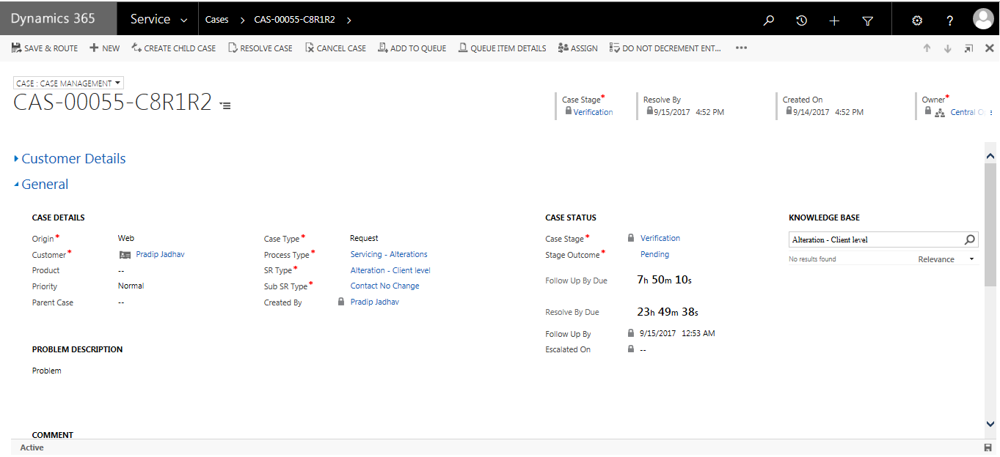 Dynamics 365 Service Cases CAS-00055-C8R1R2
SAVE & ROUTE NEW CREATE CHILD CASE RESOLVE CASE CANCEL CASE ADD TO QUEUE QUEUE ITEM DETAILS ASSIGN DO NOT DECREMENT ENT... •••
CASE : CASE MANAGEMENT
CAS-00055-C8R1R2
Case Stage* Resolve By Created On Owner*
Verification 9/15/2017 4:52 PM 9/14/2017 4:52 PM Central
Customer Details
General
CASE DETAILS CASE STATUS KNOWLEDGE BASE
Origin* Web Case Type* Request Case Stage* Verification Alteration - Client level
Customer* Pradip Jadhav Process Type* Servicing - Alterations Stage Outcome* Pending No results found Relevance
Product -- SR Type* Alteration - Client level
Priority Normal Sub SR Type* Contact No Change Follow Up By Due 7h 50m 10s
Parent Case -- Created By Pradip Jadhav
Resolve By Due 23h 49m 38s
Follow Up By 9/15/2017 12:53 AM
PROBLEM DESCRIPTION Escalated On --
Problem
COMMENT
Active